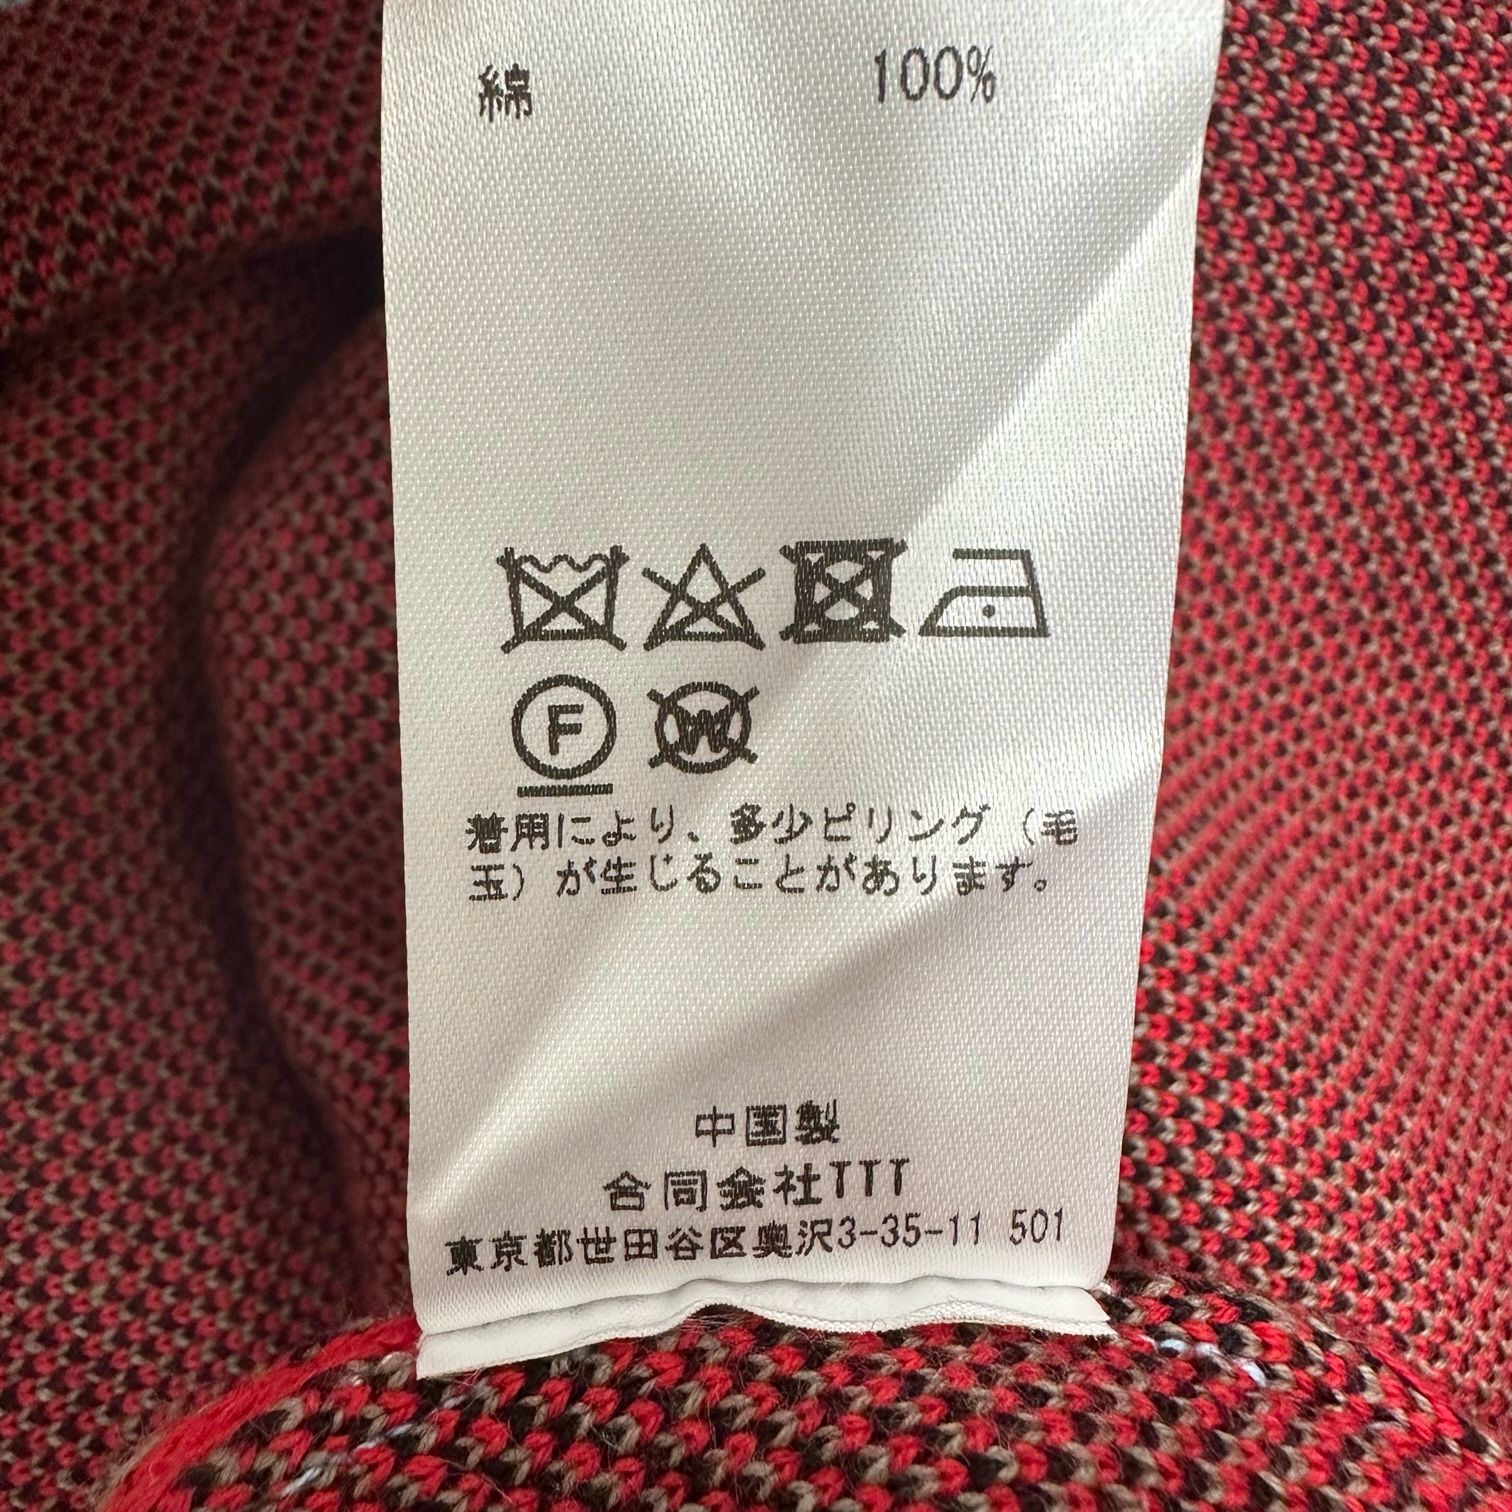 綿 100%
F W
着用により、多少ピリング（毛
玉）が生じることがあります。
中国製
合同会社TTT
東京都世田谷区奥沢3-35-11 501